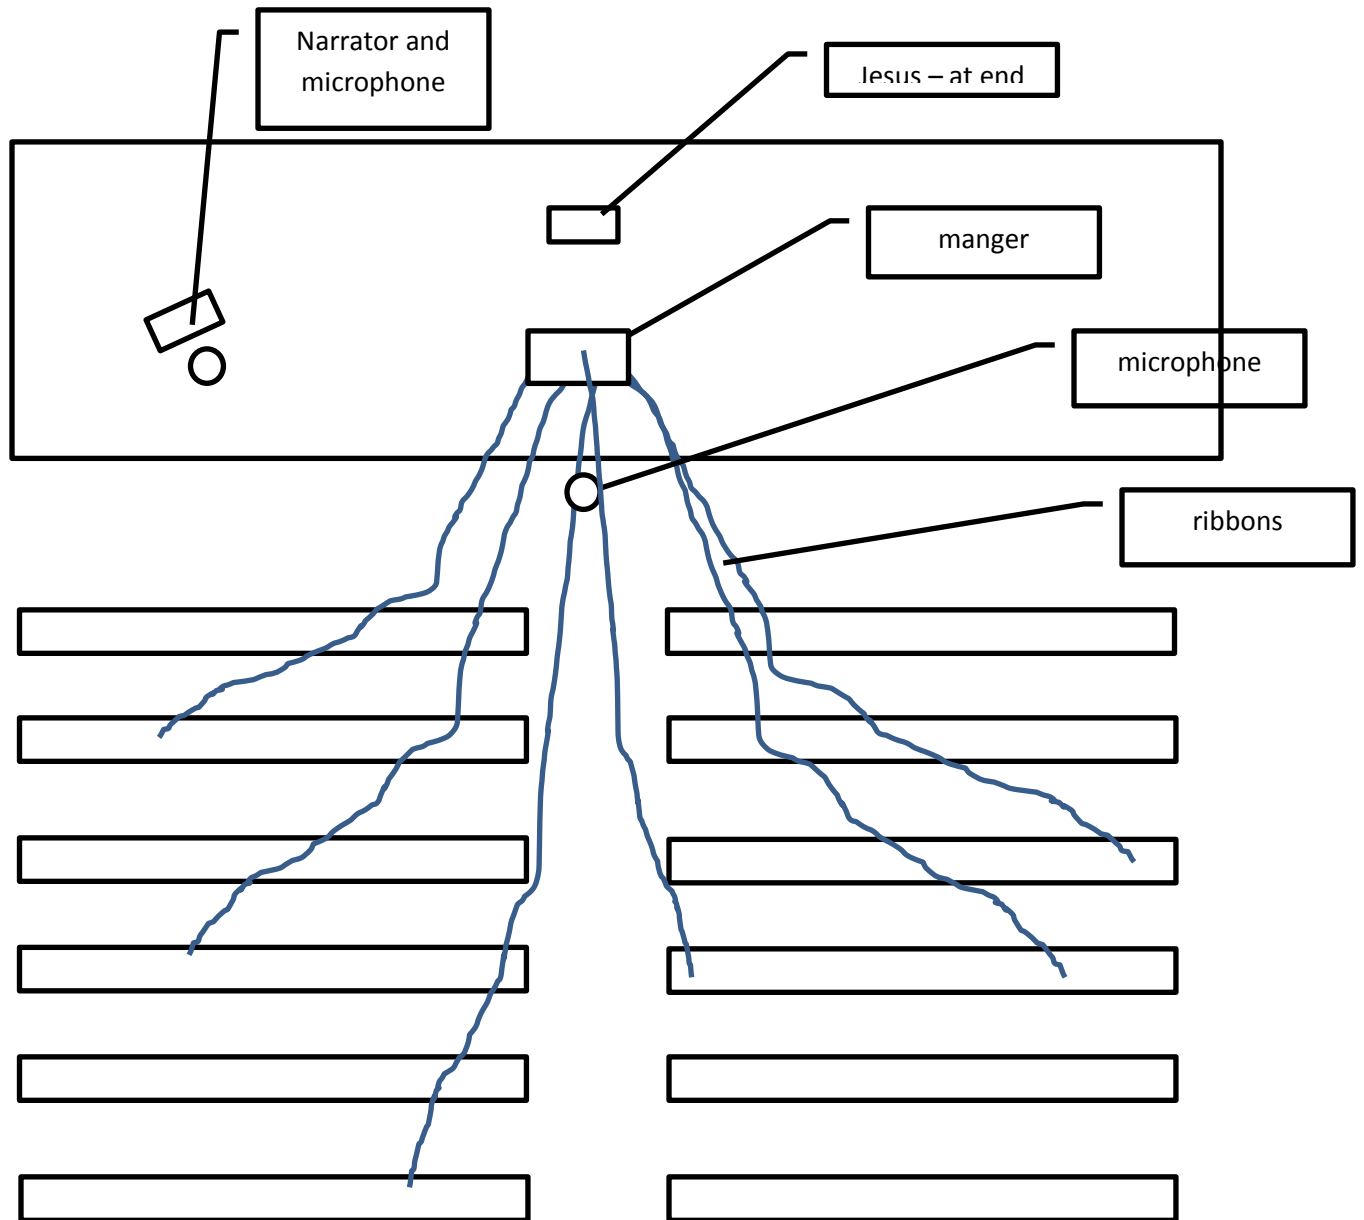 Narrator and
microphone
Jesus – at end
manger
microphone
ribbons